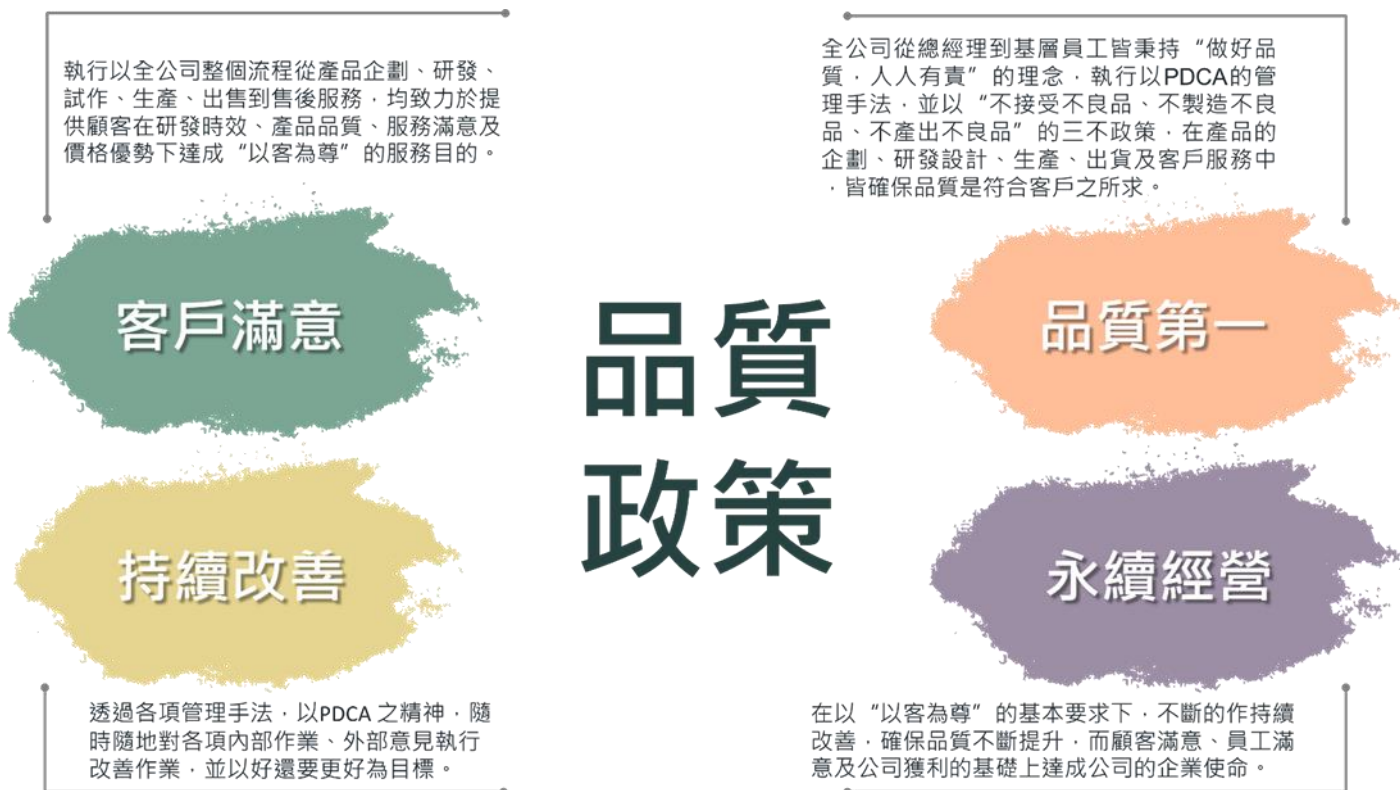 執行以全公司整個流程從產品企劃、研發、
試作、生產、出售到售後服務，均致力於提
供顧客在研發時效、產品品質、服務滿意及
價格優勢下達成“以客為尊”的服務目的。
客戶滿意
全公司從總經理到基層員工皆秉持“做好品
質，人人有責”的理念，執行以PDCA的管
理手法，並以“不接受不良品、不製造不良
品、不產出不良品”的三不政策，在產品的
企劃、研發設計、生產、出貨及客戶服務中
，皆確保品質是符合客戶之所求。
品質第一
品質
政策
持續改善
透過各項管理手法，以PDCA 之精神，隨
時隨地對各項內部作業、外部意見執行
改善作業，並以好還要更好為目標。
永續經營
在以“以客為尊”的基本要求下，不斷的作持續
改善，確保品質不斷提升，而顧客滿意、員工滿
意及公司獲利的基礎上達成公司的企業使命。